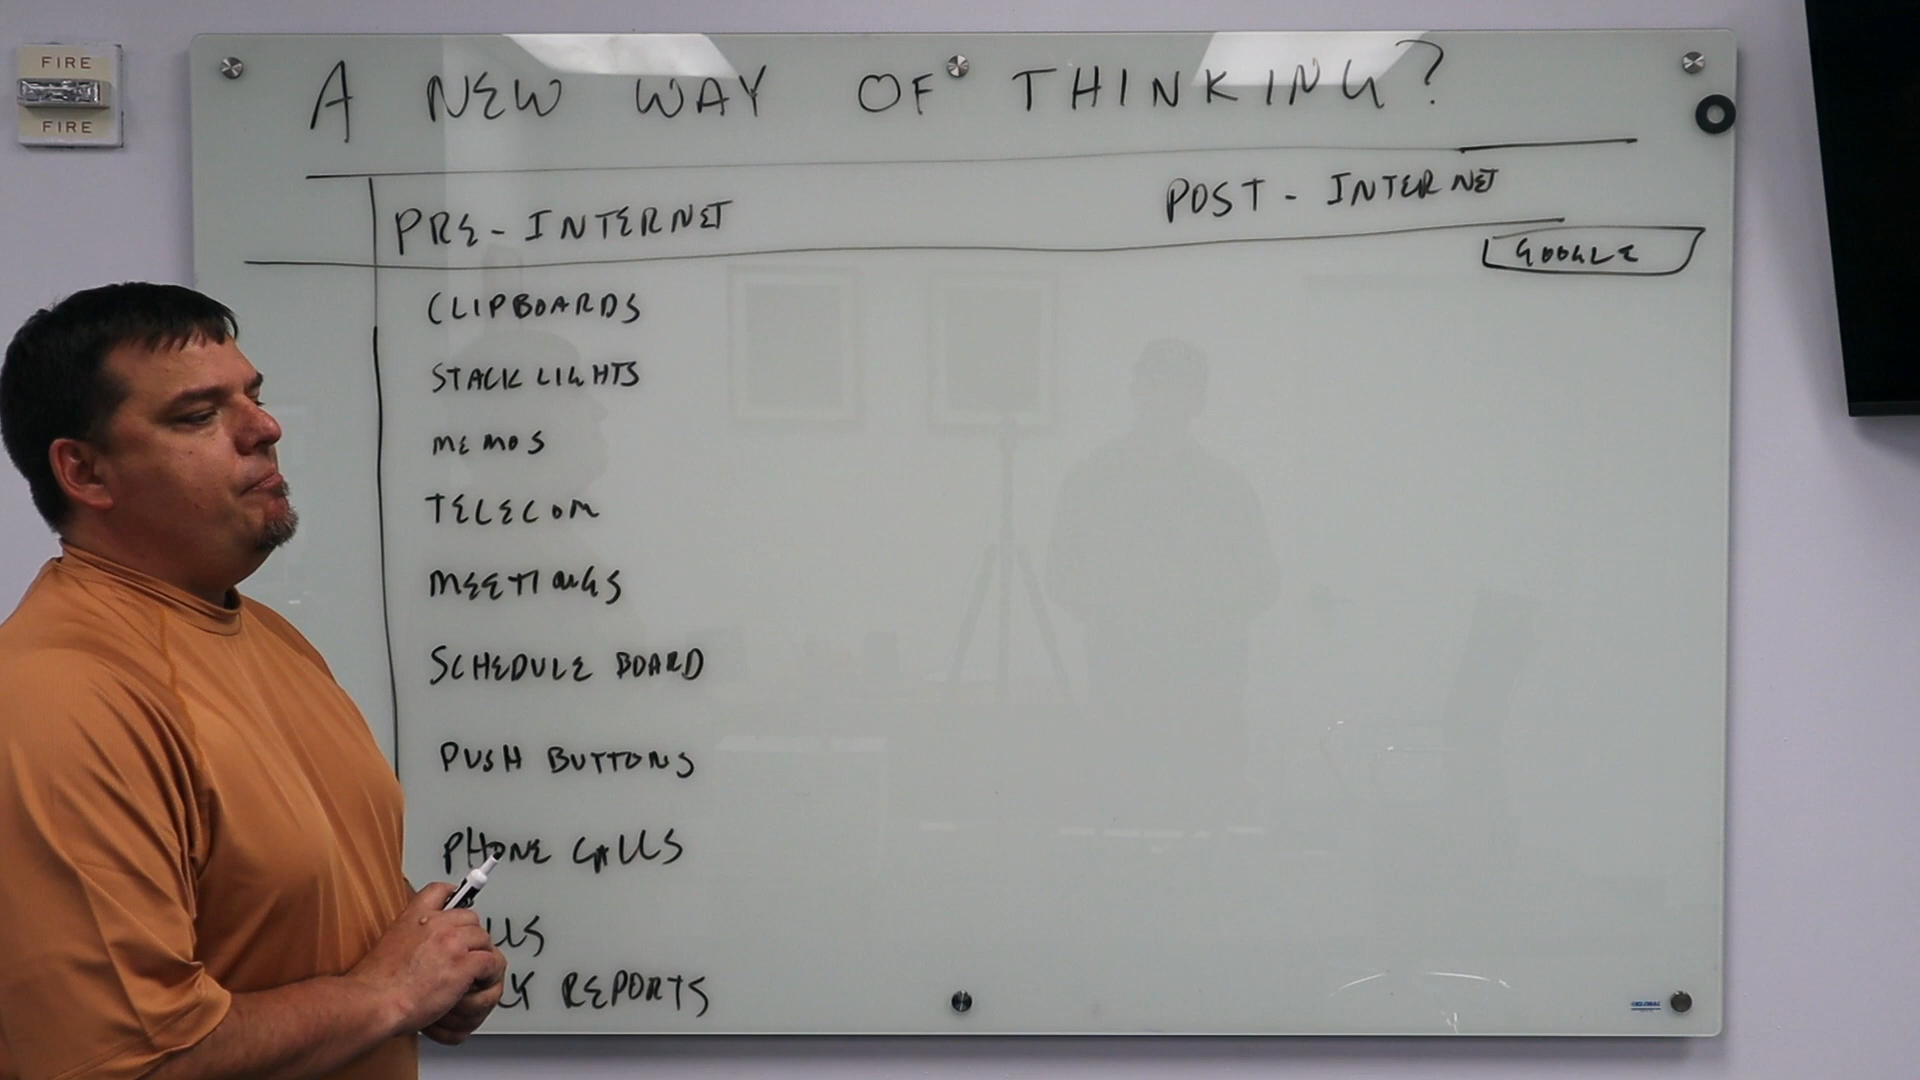 FIRE
FIRE
A NEW WAY OF THINKING?
PRE-INTERNET
POST-INTERNET
GOOGLE
CLIPBOARDS
STACK LIGHTS
MEMOS
TELECOM
MEETINGS
SCHEDULE BOARD
PUSH BUTTONS
PHONE CALLS
REPORTS
GLOBAL